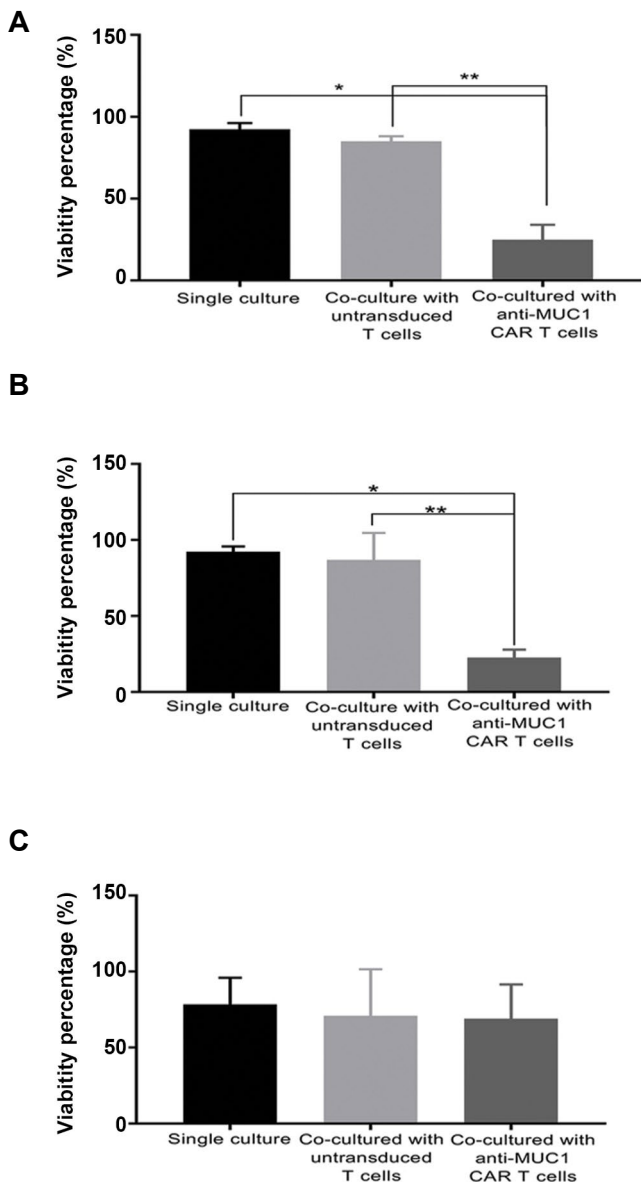 A
Viabitity percentage (%)
150
100
50
0
*
**
Single culture
Co-culture with
untransduced
T cells
Co-cultured with
anti-MUC1
CAR T cells
B
Viabitity percentage (%)
150
100
50
0
*
**
Single culture
Co-culture with
untransduced
T cells
Co-cultured with
anti-MUC1
CAR T cells
C
Viabitity percentage (%)
150
100
50
0
Single culture
Co-cultured with
untransduced
T cells
Co-cultured with
anti-MUC1
CAR T cells